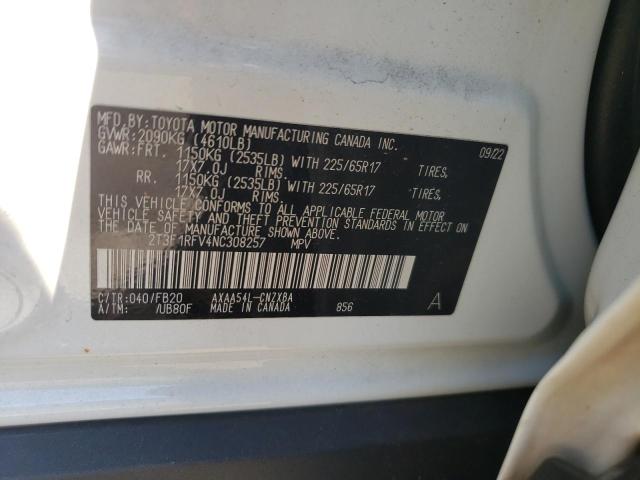 MFD.BY:TOYOTA MOTOR MANUFACTURING CANADA INC.
GVWR:2090KG (4610LB) 09/22
GAWR:FRT. 1150KG (2535LB) WITH 225/65R17 TIRES,
17X7.0J RIMS.
RR. 1150KG (2535LB) WITH 225/65R17 TIRES,
17X7.0J RIMS.
THIS VEHICLE CONFORMS TO ALL APPLICABLE FEDERAL MOTOR
VEHICLE SAFETY AND THEFT PREVENTION STANDARDS IN EFFECT ON
THE DATE OF MANUFACTURE SHOWN ABOVE.
2T3F1RFV4NC308257 MPV
C/TR:040/FB20 AXAA54L-CNZXBA
A/TM: /UB80F MADE IN CANADA 856 A